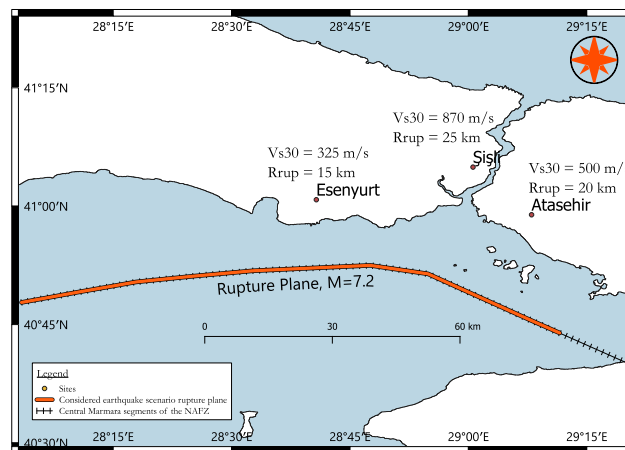 28°15′E 28°30′E 28°45′E 29°00′E 29°15′E
41°15′N
Vs30 = 870 m/s
Rrup = 25 km
Şişli
Vs30 = 325 m/s
Rrup = 15 km
Esenyurt
Vs30 = 500 m/
Rrup = 20 km
Atasehir
41°00′N
Rupture Plane, M=7.2
40°45′N
0 30 60 km
Legend
Sites
Considered earthquake scenario rupture plane
Central Marmara segments of the NAFZ
40°30′N
28°15′E 28°30′E 28°45′E 29°00′E 29°15′E